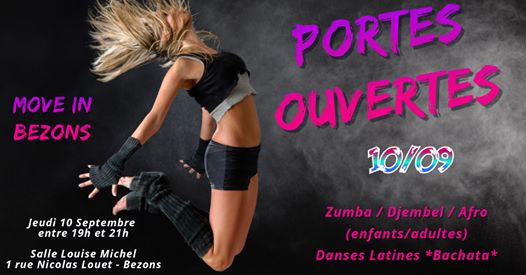 PORTES
OUVERTES
MOVE IN
BEZONS
10/09
Jeudi 10 Septembre
entre 19h et 21h
Salle Louise Michel
1 rue Nicolas Louet - Bezons
Zumba / Djembel / Afro
(enfants/adultes)
Danses Latines *Bachata*